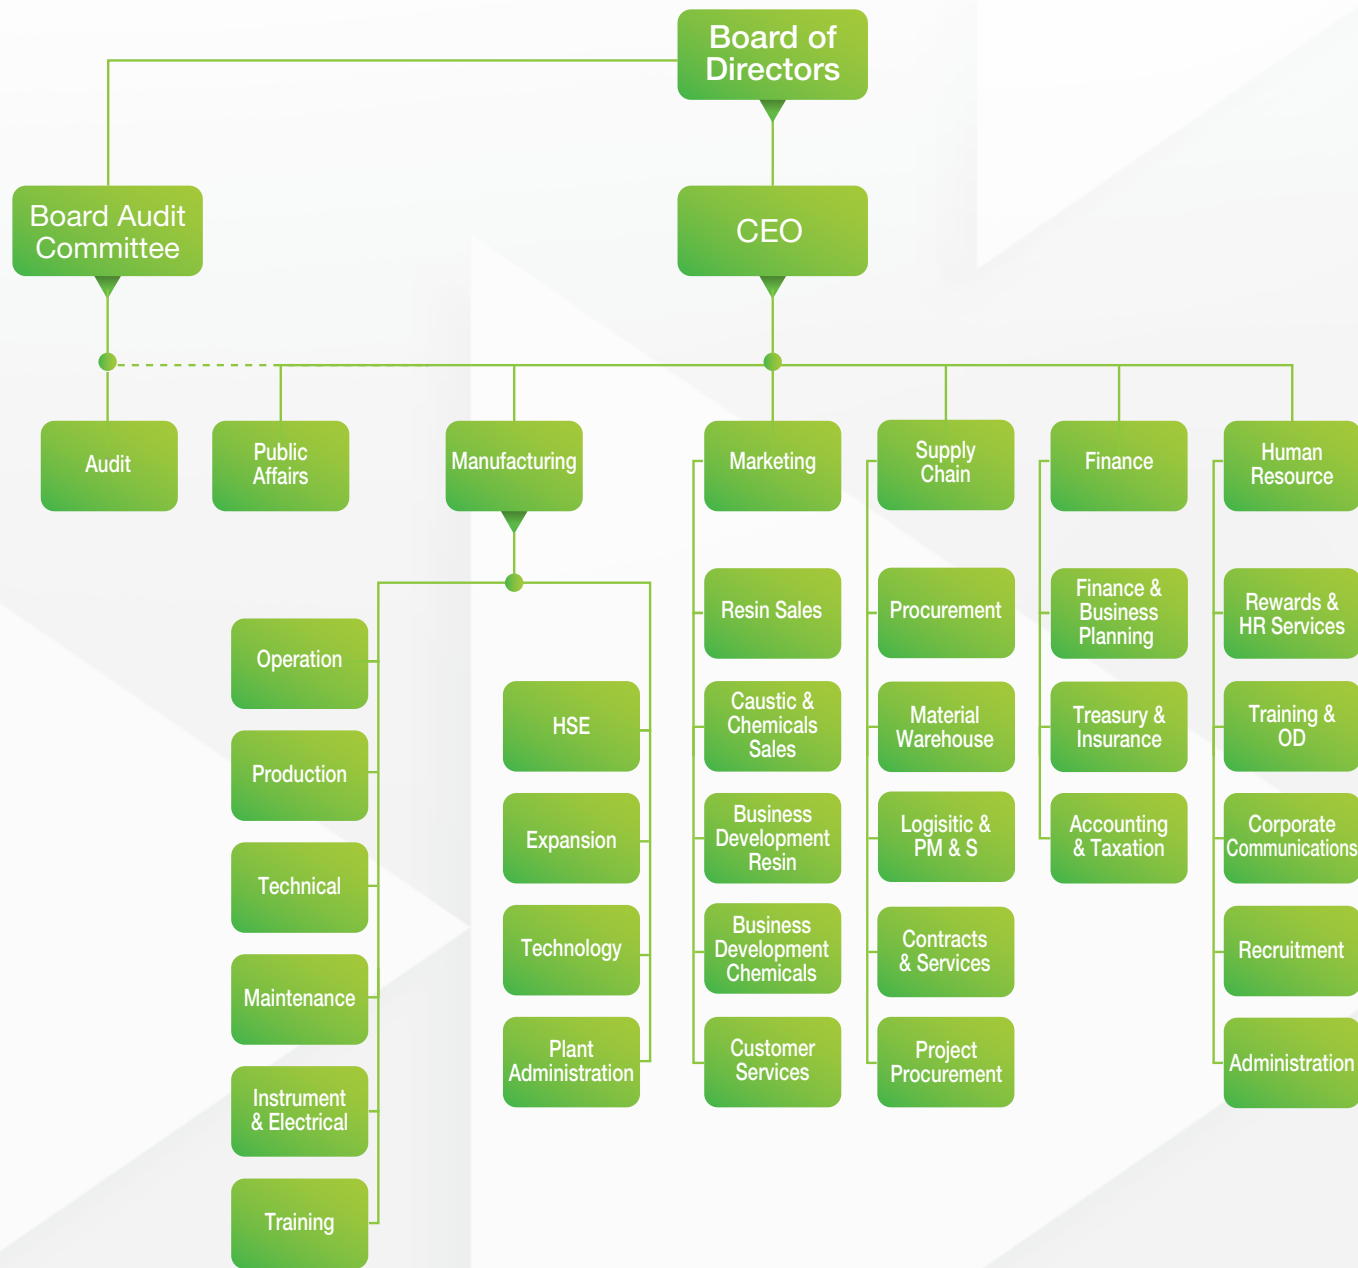 Board of
Directors
Board Audit
Committee
CEO
Audit
Public
Affairs
Manufacturing
Marketing
Supply
Chain
Finance
Human
Resource
Operation
Production
Technical
Maintenance
Instrument
& Electrical
Training
HSE
Expansion
Technology
Plant
Administration
Resin Sales
Caustic &
Chemicals
Sales
Business
Development
Resin
Business
Development
Chemicals
Customer
Services
Procurement
Material
Warehouse
Logisitic &
PM & S
Contracts
& Services
Project
Procurement
Finance &
Business
Planning
Treasury &
Insurance
Accounting
& Taxation
Rewards &
HR Services
Training &
OD
Corporate
Communications
Recruitment
Administration